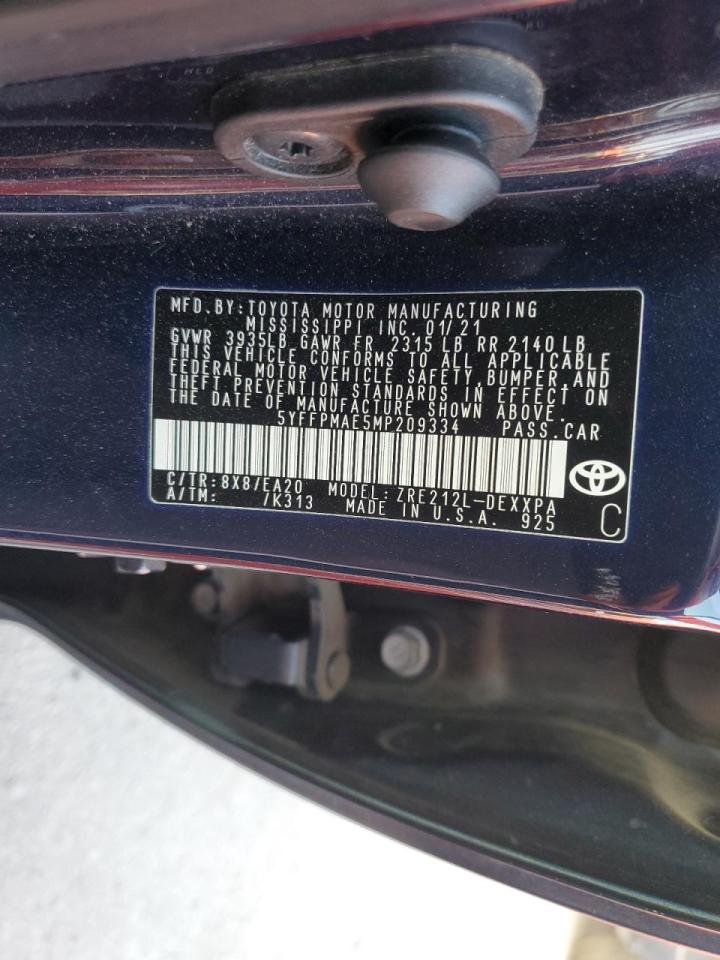 MFD.BY:TOYOTA MOTOR MANUFACTURING
MISSISSIPPI INC. 01/21
GVWR 3935LB GAWR FR 2315 LB RR 2140 LB
THIS VEHICLE CONFORMS TO ALL APPLICABLE
FEDERAL MOTOR VEHICLE SAFETY, BUMPER, AND
THEFT PREVENTION STANDARDS IN EFFECT ON
THE DATE OF MANUFACTURE SHOWN ABOVE.
5YFFPMAE5MP209334 PASS.CAR
C/TR:8X8/EA20 MODEL:ZRE212L-DEXXPA
A/TM: /K313 MADE IN U.S.A. 925
C